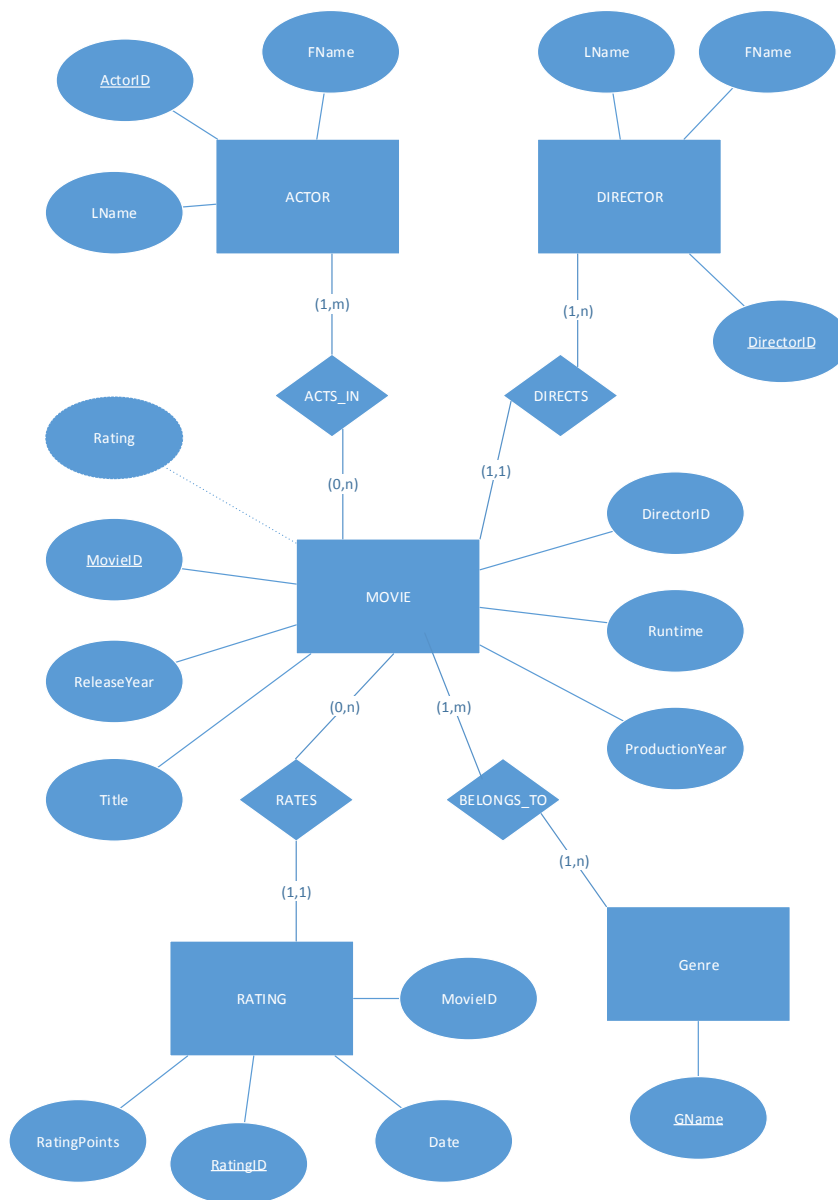 FName
LName
FName
ActorID
ACTOR
DIRECTOR
LName
(1,m)
(1,n)
DirectorID
ACTS_IN
DIRECTS
Rating
(1,1)
(0,n)
DirectorID
MovieID
MOVIE
Runtime
ReleaseYear
(0,n)
(1,m)
ProductionYear
Title
RATES
BELONGS_TO
(1,n)
(1,1)
Genre
RATING
MovieID
GName
RatingPoints
Date
RatingID